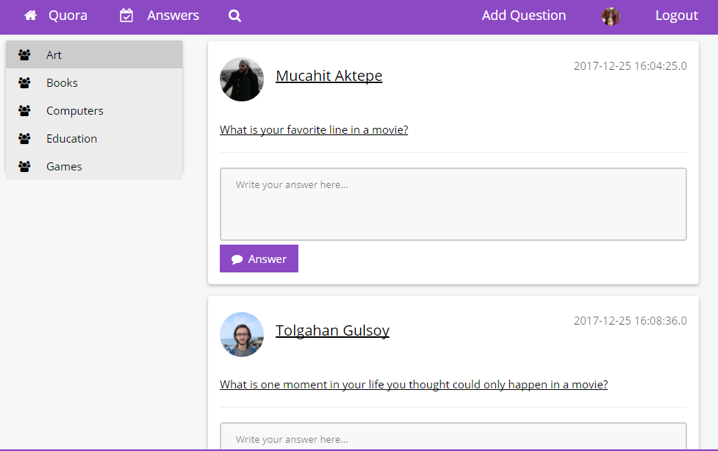 Quora Answers Add Question Logout
Art
Books
Computers
Education
Games
Mucahit Aktepe 2017-12-25 16:04:25.0
What is your favorite line in a movie?
Write your answer here...
Answer
Tolgahan Gulsoy 2017-12-25 16:08:36.0
What is one moment in your life you thought could only happen in a movie?
Write your answer here...